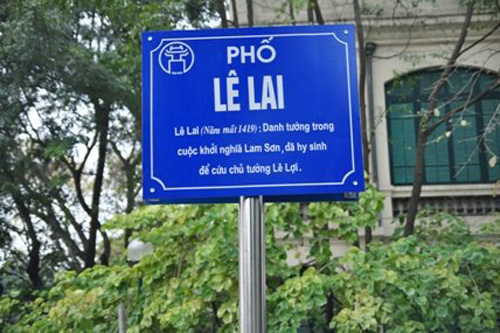 PHỐ
LÊ LAI
Lê Lai (Năm mất 1419) : Danh tướng trong
cuộc khởi nghĩa Lam Sơn, đã hy sinh
để cứu chủ tướng Lê Lợi.